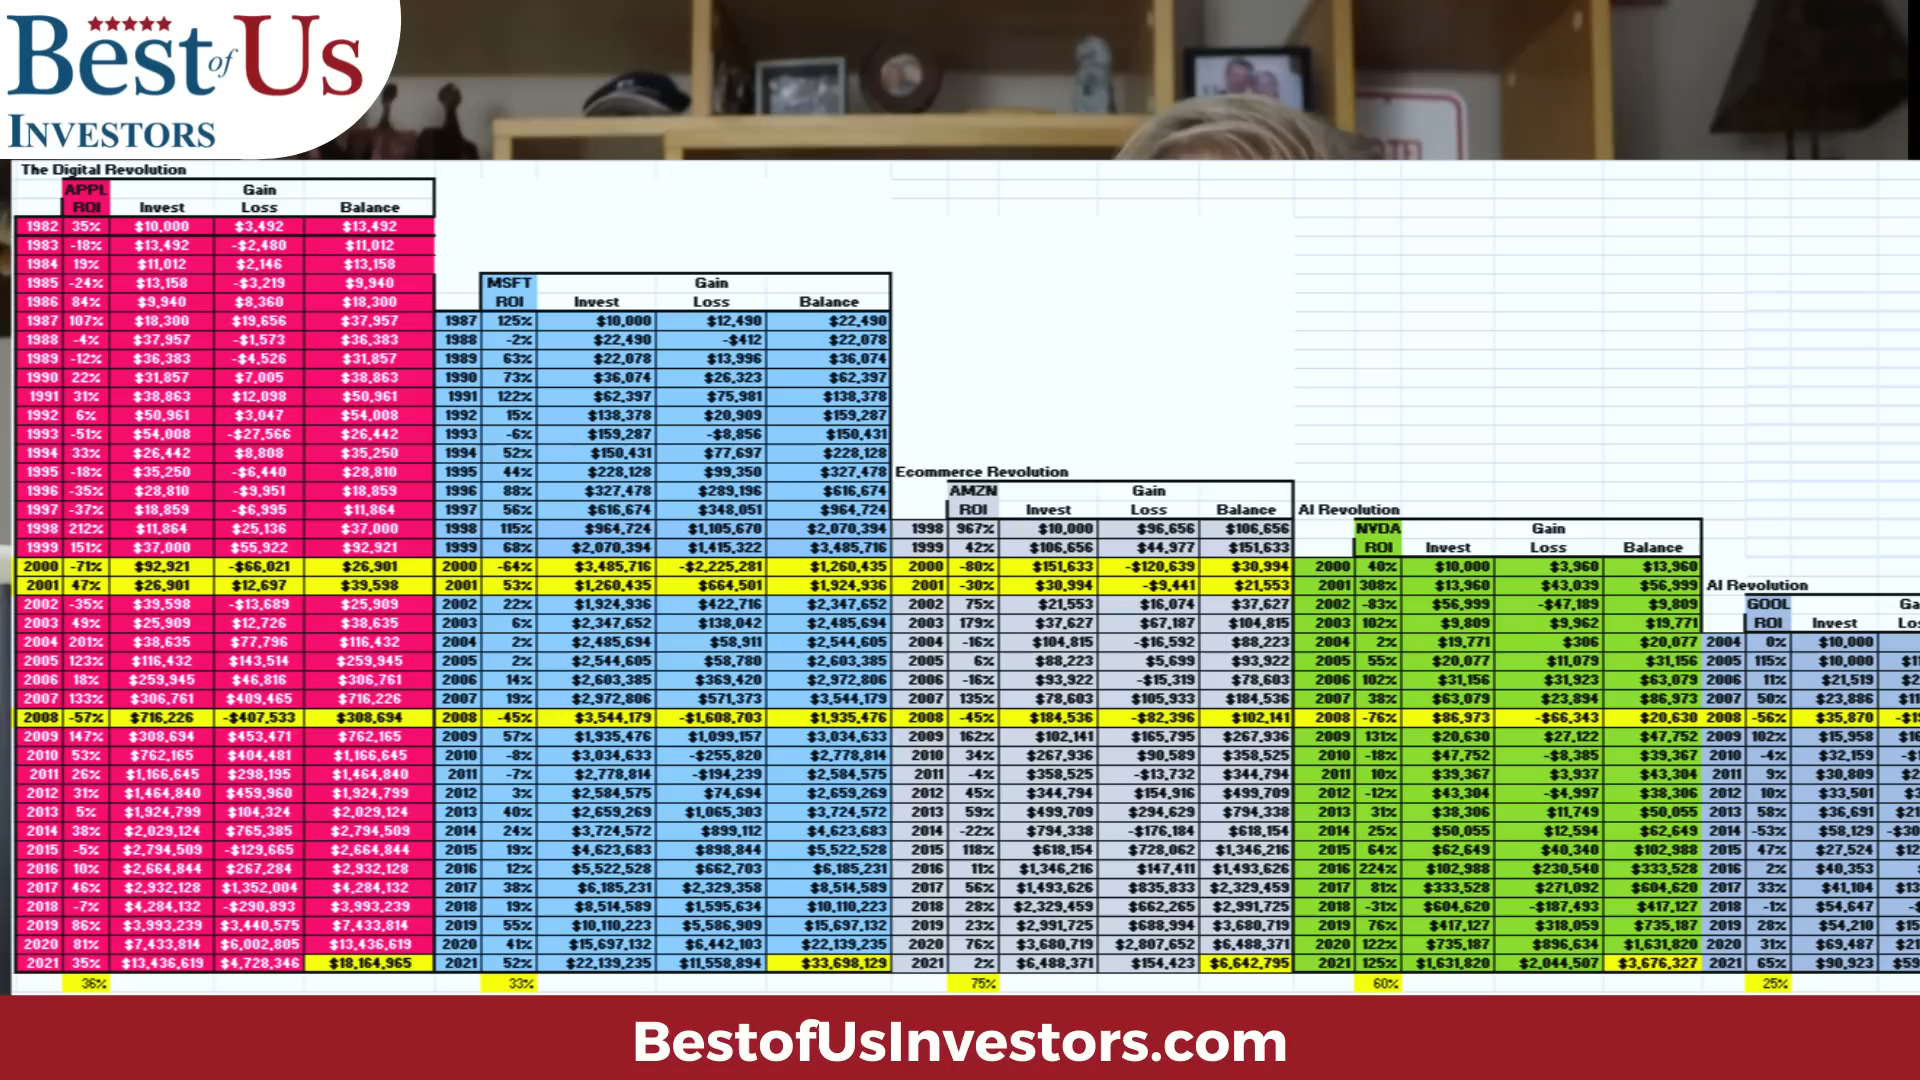 Best of Us
INVESTORS
The Digital Revolution
APPL Gain
ROI Invest Loss Balance
1982 35% $10,000 $3,492 $13,492
1983 -18% $13,492 -$2,480 $11,012
1984 19% $11,012 $2,146 $13,158
1985 -24% $13,158 -$3,219 $9,940
1986 84% $9,940 $8,360 $18,300
1987 107% $18,300 $19,656 $37,957
1988 -4% $37,957 -$1,573 $36,383
1989 -12% $36,383 -$4,526 $31,857
1990 22% $31,857 $7,005 $38,863
1991 31% $38,863 $12,098 $50,961
1992 6% $50,961 $3,047 $54,008
1993 -51% $54,008 -$27,566 $26,442
1994 33% $26,442 $8,808 $35,250
1995 -18% $35,250 -$6,440 $28,810
1996 -35% $28,810 -$9,951 $18,859
1997 -37% $18,859 -$6,995 $11,864
1998 212% $11,864 $25,136 $37,000
1999 151% $37,000 $55,922 $92,921
2000 -71% $92,921 -$66,021 $26,901
2001 47% $26,901 $12,697 $39,598
2002 -35% $39,598 -$13,689 $25,909
2003 49% $25,909 $12,726 $38,635
2004 201% $38,635 $77,796 $116,432
2005 123% $116,432 $143,514 $259,945
2006 18% $259,945 $46,816 $306,761
2007 133% $306,761 $409,465 $716,226
2008 -57% $716,226 -$407,533 $308,694
2009 147% $308,694 $453,471 $762,165
2010 53% $762,165 $404,481 $1,166,645
2011 26% $1,166,645 $298,195 $1,464,840
2012 31% $1,464,840 $459,960 $1,924,799
2013 5% $1,924,799 $104,324 $2,029,124
2014 38% $2,029,124 $765,385 $2,794,509
2015 -5% $2,794,509 -$129,665 $2,664,844
2016 10% $2,664,844 $267,284 $2,932,128
2017 46% $2,932,128 $1,352,004 $4,284,132
2018 -7% $4,284,132 -$290,893 $3,993,239
2019 86% $3,993,239 $3,440,575 $7,433,814
2020 81% $7,433,814 $6,002,805 $13,436,619
2021 35% $13,436,619 $4,728,346 $18,164,965
36%
MSFT Gain
ROI Invest Loss Balance
1987 125% $10,000 $12,490 $22,490
1988 -2% $22,490 -$412 $22,078
1989 63% $22,078 $13,996 $36,074
1990 73% $36,074 $26,323 $62,397
1991 122% $62,397 $75,981 $138,378
1992 15% $138,378 $20,909 $159,287
1993 -6% $159,287 -$8,856 $150,431
1994 52% $150,431 $77,697 $228,128
1995 44% $228,128 $99,350 $327,478
1996 88% $327,478 $289,196 $616,674
1997 56% $616,674 $348,051 $964,724
1998 115% $964,724 $1,105,670 $2,070,394
1999 68% $2,070,394 $1,415,322 $3,485,716
2000 -64% $3,485,716 -$2,225,281 $1,260,435
2001 53% $1,260,435 $664,501 $1,924,936
2002 22% $1,924,936 $422,716 $2,347,652
2003 6% $2,347,652 $138,042 $2,485,694
2004 2% $2,485,694 $58,911 $2,544,605
2005 2% $2,544,605 $58,780 $2,603,385
2006 14% $2,603,385 $369,420 $2,972,806
2007 19% $2,972,806 $571,373 $3,544,179
2008 -45% $3,544,179 -$1,608,703 $1,935,476
2009 57% $1,935,476 $1,099,157 $3,034,633
2010 -8% $3,034,633 -$255,820 $2,778,814
2011 -7% $2,778,814 -$194,239 $2,584,575
2012 3% $2,584,575 $74,694 $2,659,269
2013 40% $2,659,269 $1,065,303 $3,724,572
2014 24% $3,724,572 $899,112 $4,623,683
2015 19% $4,623,683 $898,844 $5,522,528
2016 12% $5,522,528 $662,703 $6,185,231
2017 38% $6,185,231 $2,329,358 $8,514,589
2018 19% $8,514,589 $1,595,634 $10,110,223
2019 55% $10,110,223 $5,586,909 $15,697,132
2020 41% $15,697,132 $6,442,103 $22,139,235
2021 52% $22,139,235 $11,558,894 $33,698,129
33%
Ecommerce Revolution
AMZN Gain
ROI Invest Loss Balance
1998 967% $10,000 $96,656 $106,656
1999 42% $106,656 $44,977 $151,633
2000 -80% $151,633 -$120,639 $30,994
2001 -30% $30,994 -$9,441 $21,553
2002 75% $21,553 $16,074 $37,627
2003 179% $37,627 $67,187 $104,815
2004 -16% $104,815 -$16,592 $88,223
2005 6% $88,223 $5,699 $93,922
2006 -16% $93,922 -$15,319 $78,603
2007 135% $78,603 $105,933 $184,536
2008 -45% $184,536 -$82,396 $102,141
2009 162% $102,141 $165,795 $267,936
2010 34% $267,936 $90,589 $358,525
2011 -4% $358,525 -$13,732 $344,794
2012 45% $344,794 $154,916 $499,709
2013 59% $499,709 $294,629 $794,338
2014 -22% $794,338 -$176,184 $618,154
2015 118% $618,154 $728,062 $1,346,216
2016 11% $1,346,216 $147,411 $1,493,626
2017 56% $1,493,626 $835,833 $2,329,459
2018 28% $2,329,459 $662,265 $2,991,725
2019 23% $2,991,725 $688,994 $3,680,719
2020 76% $3,680,719 $2,807,652 $6,488,371
2021 2% $6,488,371 $154,423 $6,642,795
75%
AI Revolution
NVDA Gain
ROI Invest Loss Balance
2000 40% $10,000 $3,960 $13,960
2001 308% $13,960 $43,039 $56,999
2002 -83% $56,999 -$47,189 $9,809
2003 102% $9,809 $9,962 $19,771
2004 2% $19,771 $306 $20,077
2005 55% $20,077 $11,079 $31,156
2006 102% $31,156 $31,923 $63,079
2007 38% $63,079 $23,894 $86,973
2008 -76% $86,973 -$66,343 $20,630
2009 131% $20,630 $27,122 $47,752
2010 -18% $47,752 -$8,385 $39,367
2011 10% $39,367 $3,937 $43,304
2012 -12% $43,304 -$4,997 $38,306
2013 31% $38,306 $11,749 $50,055
2014 25% $50,055 $12,594 $62,649
2015 64% $62,649 $40,340 $102,988
2016 224% $102,988 $230,540 $333,528
2017 81% $333,528 $271,092 $604,620
2018 -31% $604,620 -$187,493 $417,127
2019 76% $417,127 $318,059 $735,187
2020 122% $735,187 $896,634 $1,631,820
2021 125% $1,631,820 $2,044,507 $3,676,327
60%
AI Revolution
GOOL Ga
ROI Invest Los
2004 0% $10,000
2005 115% $10,000 $11
2006 11% $21,519 $2
2007 50% $23,886 $11
2008 -56% $35,870 -$19
2009 102% $15,958 $16
2010 -4% $32,159 -$1
2011 9% $30,809 $2
2012 10% $33,501 $3
2013 58% $36,691 $21
2014 -53% $58,129 -$30
2015 47% $27,524 $12
2016 2% $40,353
2017 33% $41,104 $13
2018 -1% $54,647 -$
2019 28% $54,210 $15
2020 31% $69,487 $21
2021 65% $90,923 $59
25%
BestofUsInvestors.com